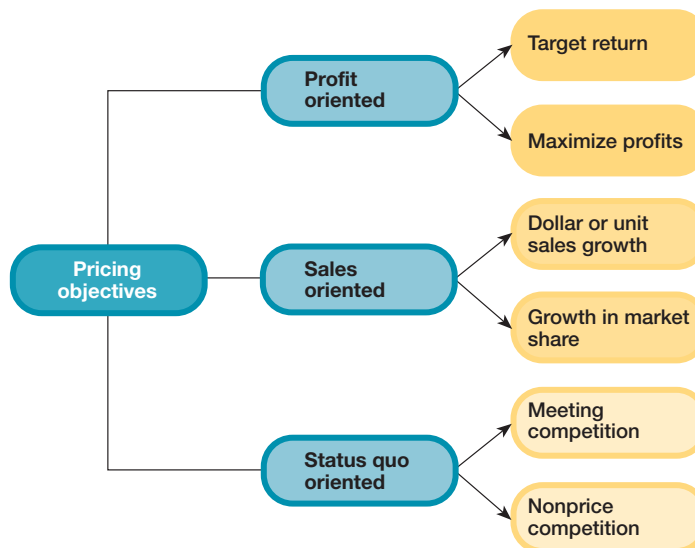 Pricing
objectives
Profit
oriented
Target return
Maximize profits
Sales
oriented
Dollar or unit
sales growth
Growth in market
share
Status quo
oriented
Meeting
competition
Nonprice
competition